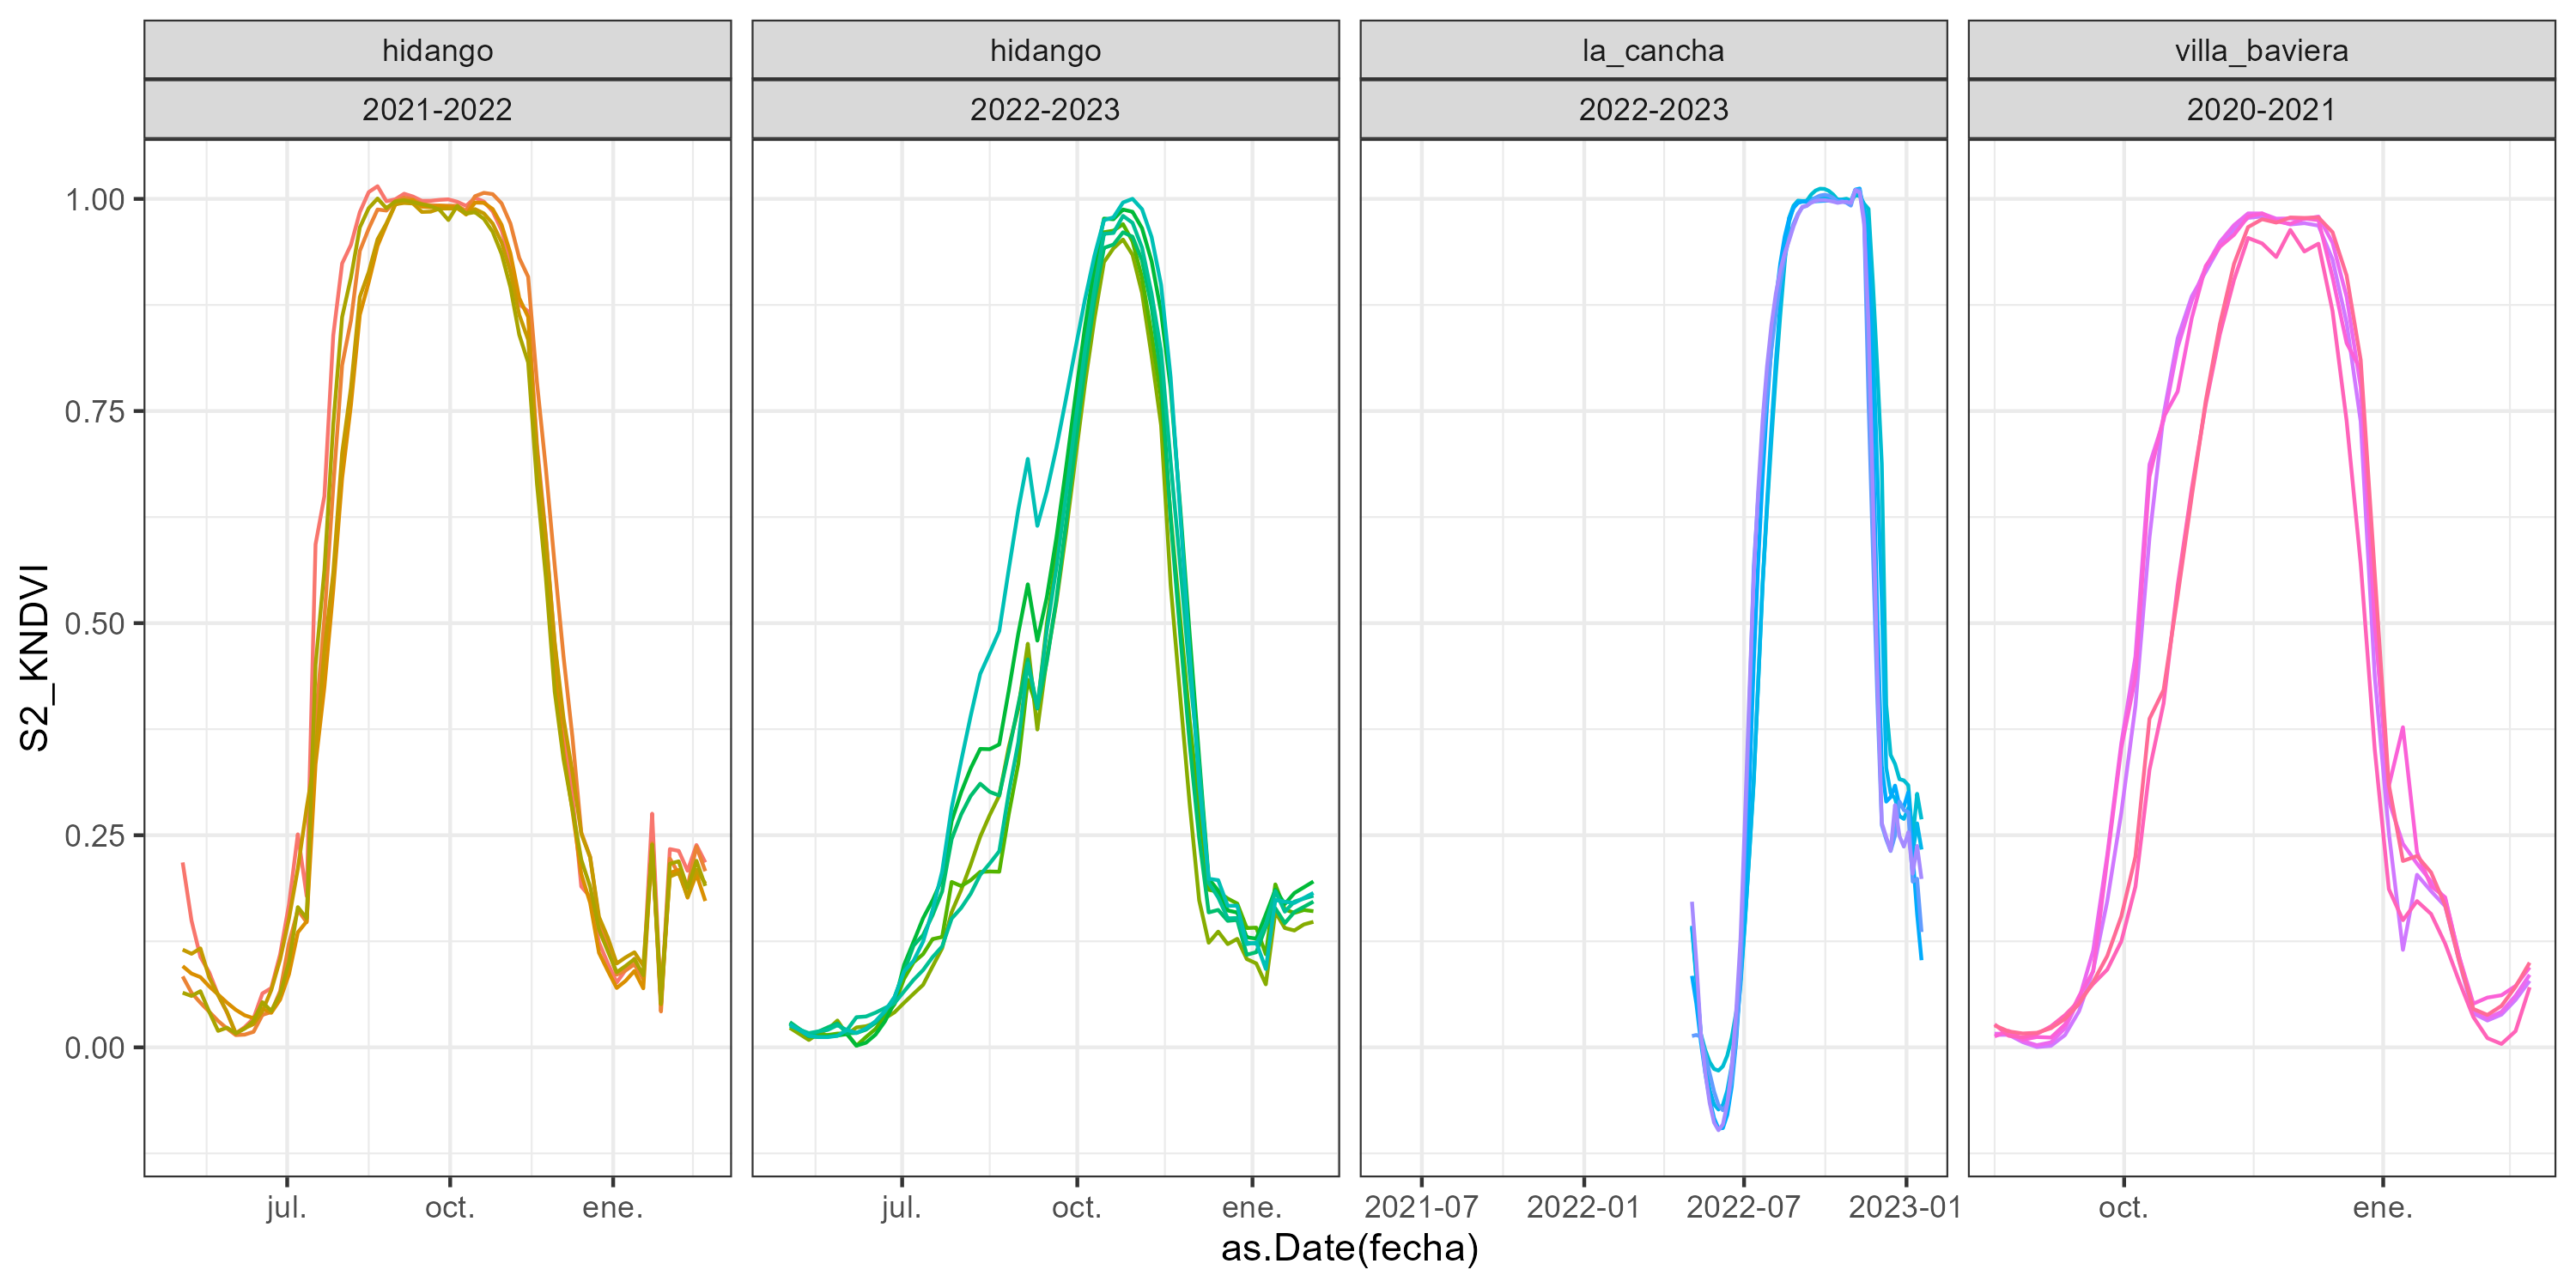 hidango hidango la_cancha villa_baviera
2021-2022 2022-2023 2022-2023 2020-2021
1.00
0.75
0.50
0.25
0.00
S2_KNDVI
jul. oct. ene. jul. oct. ene. 2021-07 2022-01 2022-07 2023-01 oct. ene.
as.Date(fecha)